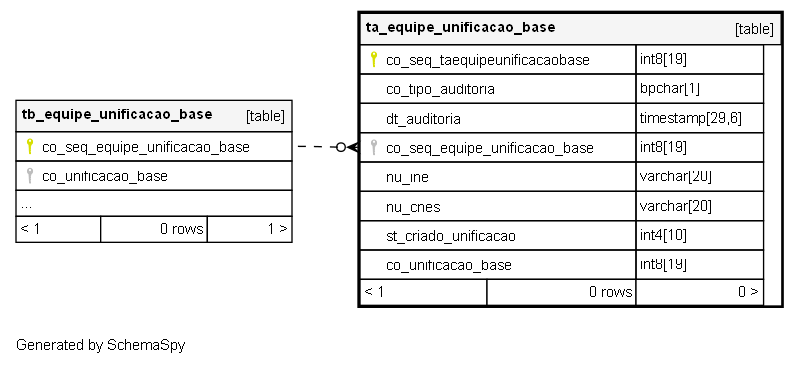 tb_equipe_unificacao_base [table]
co_seq_equipe_unificacao_base
co_unificacao_base
...
< 1 0 rows 1 >
ta_equipe_unificacao_base [table]
co_seq_taequipeunificacaobase int8[19]
co_tipo_auditoria bpchar[1]
dt_auditoria timestamp[29,6]
co_seq_equipe_unificacao_base int8[19]
nu_ine varchar[20]
nu_cnes varchar[20]
st_criado_unificacao int4[10]
co_unificacao_base int8[19]
< 1 0 rows 0 >
Generated by SchemaSpy